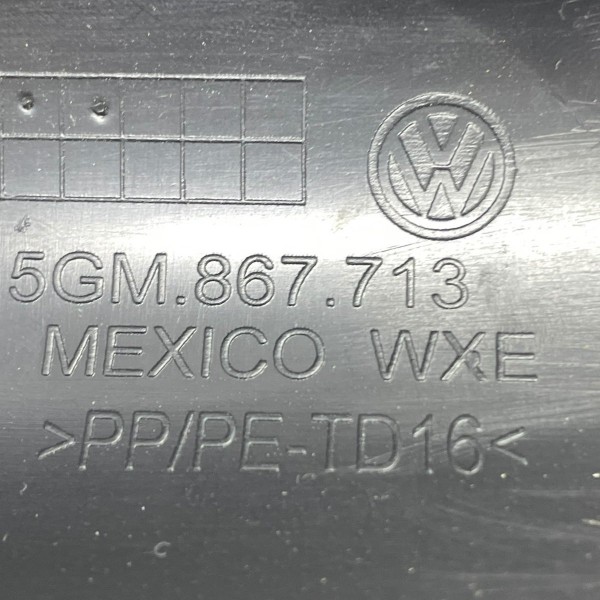 5GM.867.713
MEXICO WXE
>PP/PE-TD16<